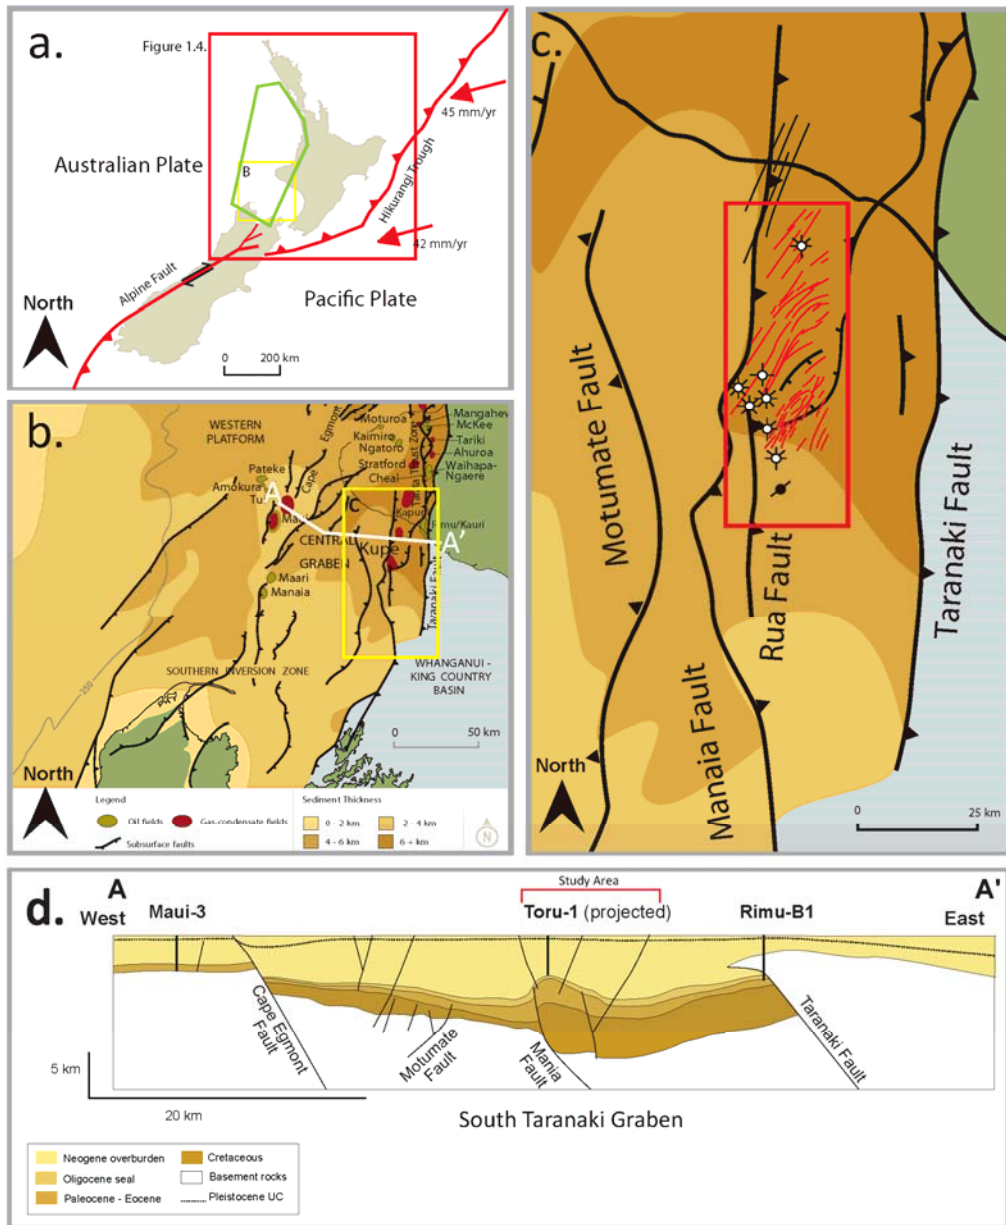 a.
Figure 1.4.
45 mm/yr
Australian Plate
B
Hikurangi Trough
42 mm/yr
Alpine Fault
Pacific Plate
North
0 200 km
b.
WESTERN
PLATFORM
Egmont
Cape
Moturoa
Kaimiro
Ngatoro
Stratford
Cheal
Mangahew
McKee
Tariki
Ahuroa
Waihapa-
Ngaere
Pateke
Amokura
Tu
A
C
Kapun
Rimu/Kauri
CENTRAL
GRABEN
Kupe
A'
Maari
Manaia
Taranaki Fault
250
SOUTHERN INVERSION ZONE
WHANGANUI -
KING COUNTRY
BASIN
0 50 km
North
Legend
Oil fields
Gas-condensate fields
Subsurface faults
Sediment Thickness
0 - 2 km
2 - 4 km
4 - 6 km
6 + km
N
c.
Motumate Fault
Manaia Fault
Rua Fault
Taranaki Fault
North
0 25 km
d.
A
West
Maui-3
Study Area
Toru-1 (projected)
Rimu-B1
A'
East
Cape Egmont
Fault
Motumate
Fault
Mania
Fault
Taranaki Fault
5 km
20 km
South Taranaki Graben
Neogene overburden
Oligocene seal
Paleocene - Eocene
Cretaceous
Basement rocks
Pleistocene UC